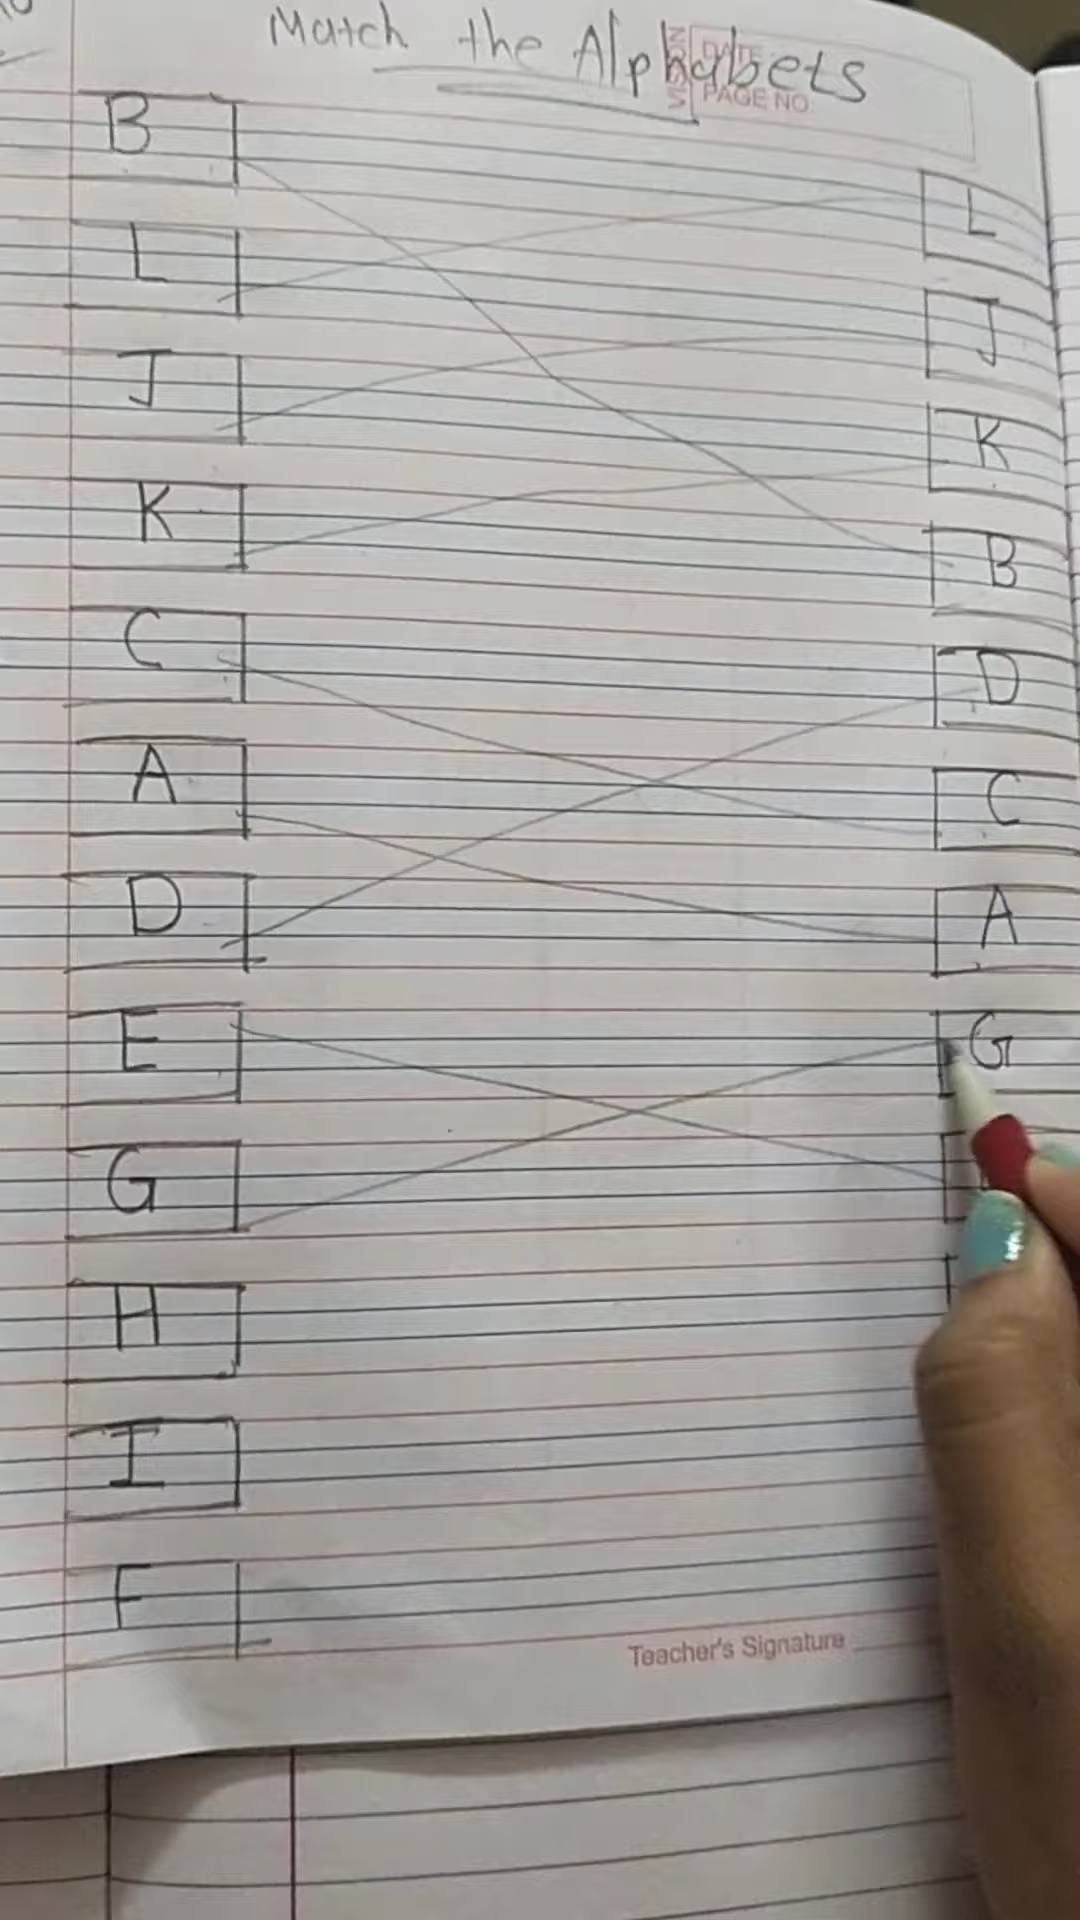 Match the Alphabets
DATE
PAGE NO.
B
L
L
J
J
K
K
B
C
D
A
C
D
A
E
G
G
H
I
F
Teacher's Signature